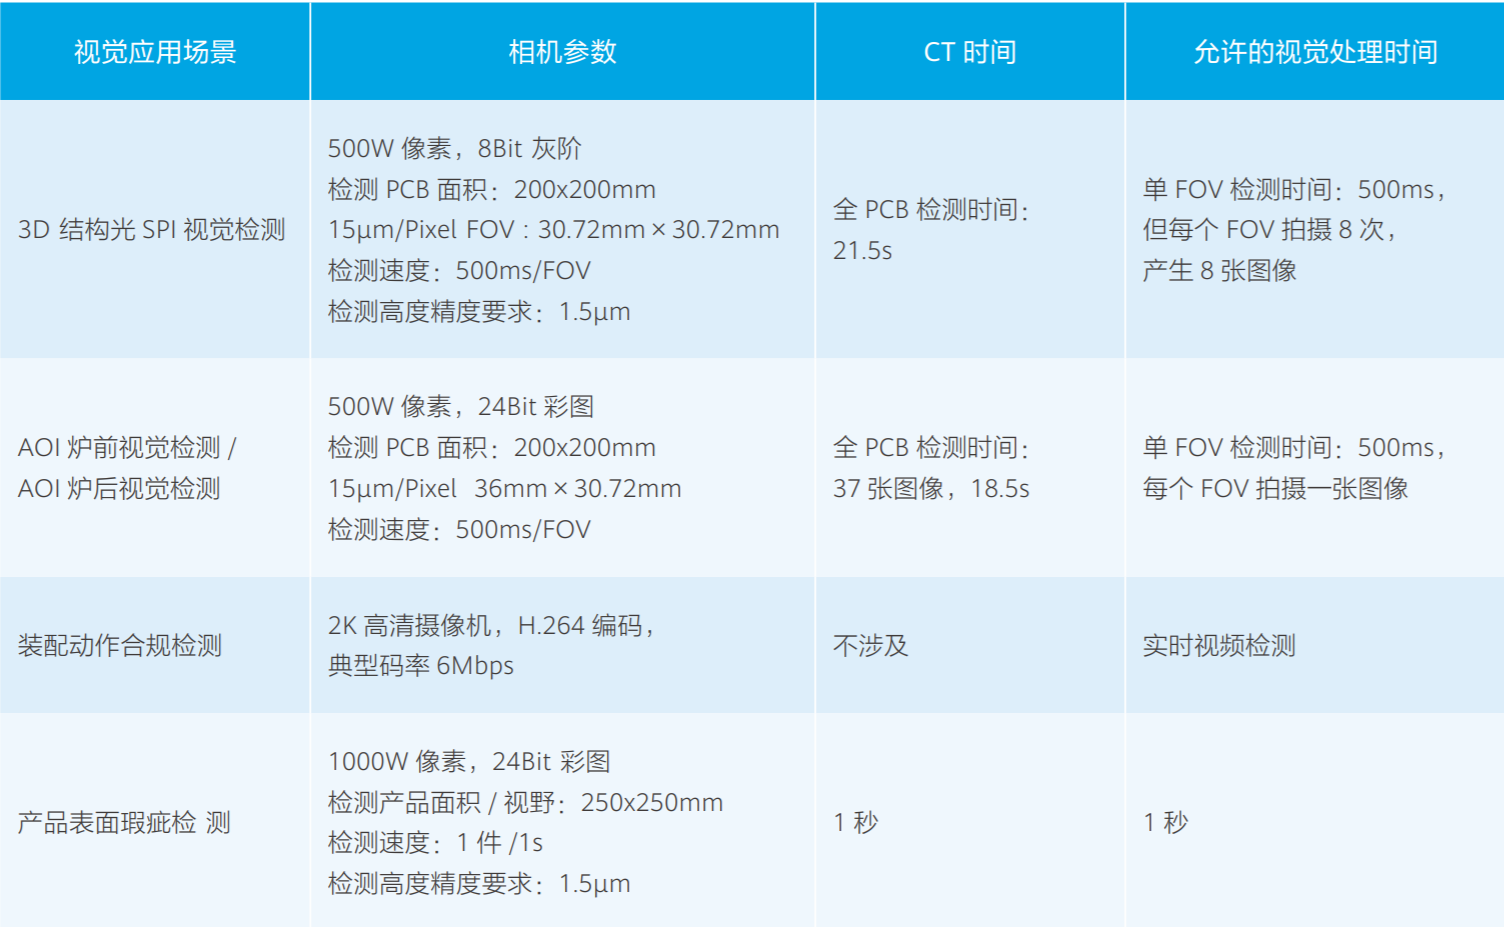 视觉应用场景
相机参数
CT 时间
允许的视觉处理时间
3D 结构光 SPI 视觉检测
500W 像素，8Bit 灰阶
检测 PCB 面积：200x200mm
15μm/Pixel FOV：30.72mm×30.72mm
检测速度：500ms/FOV
检测高度精度要求：1.5μm
全 PCB 检测时间：
21.5s
单 FOV 检测时间：500ms，
但每个 FOV 拍摄 8 次，
产生 8 张图像
AOI 炉前视觉检测 /
AOI 炉后视觉检测
500W 像素，24Bit 彩图
检测 PCB 面积：200x200mm
15μm/Pixel 36mm×30.72mm
检测速度：500ms/FOV
全 PCB 检测时间：
37 张图像，18.5s
单 FOV 检测时间：500ms，
每个 FOV 拍摄一张图像
装配动作合规检测
2K 高清摄像机，H.264 编码，
典型码率 6Mbps
不涉及
实时视频检测
产品表面瑕疵检 测
1000W 像素，24Bit 彩图
检测产品面积 / 视野：250x250mm
检测速度：1 件 /1s
检测高度精度要求：1.5μm
1 秒
1 秒